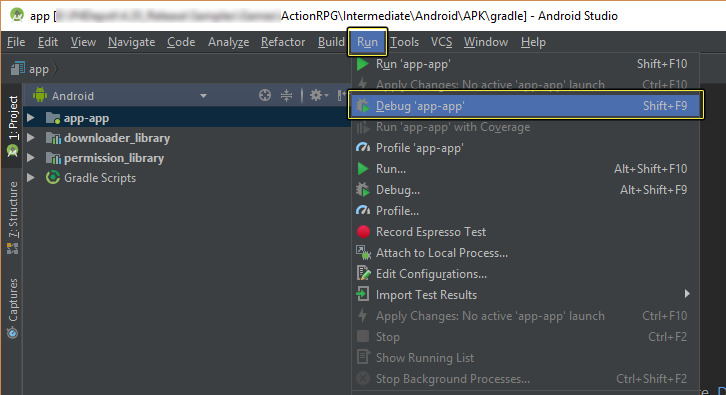 app [ ActionRPG\Intermediate\Android\APK\gradle] - Android Studio
File Edit View Navigate Code Analyze Refactor Build Run Tools VCS Window Help
app
Run 'app-app' Shift+F10
Apply Changes: No active 'app-app' launch Ctrl+F10
Android
Debug 'app-app' Shift+F9
app-app
Run 'app-app' with Coverage
downloader_library
Profile 'app-app'
permission_library
Run... Alt+Shift+F10
Gradle Scripts
Debug... Alt+Shift+F9
Profile...
Record Espresso Test
Attach to Local Process...
Edit Configurations...
Import Test Results
Apply Changes: No active 'app-app' launch Ctrl+F10
Stop Ctrl+F2
Show Running List
Stop Background Processes... Ctrl+Shift+F2
1: Project
7: Structure
Captures